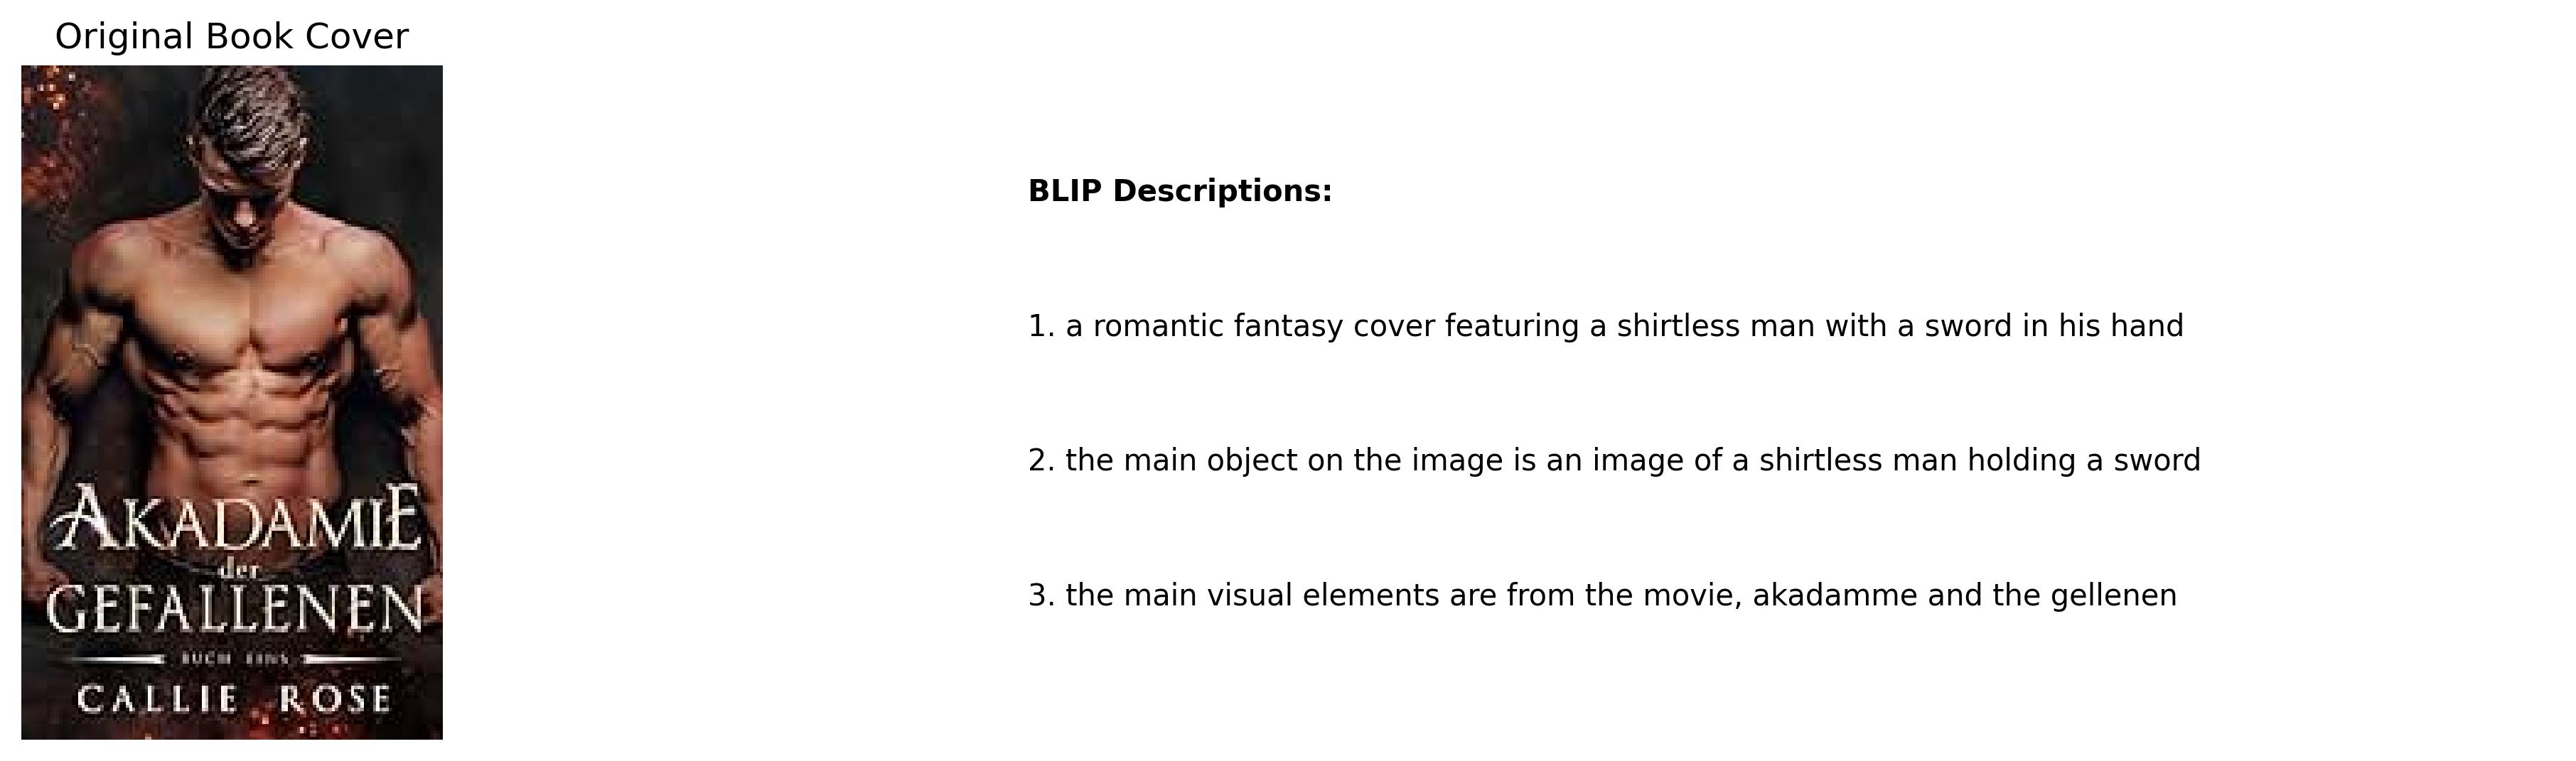 Original Book Cover
AKADAMIE
der
GEFALLENEN
BUCH EINS
CALLIE ROSE
BLIP Descriptions:
1. a romantic fantasy cover featuring a shirtless man with a sword in his hand
2. the main object on the image is an image of a shirtless man holding a sword
3. the main visual elements are from the movie, akadamme and the gellenen